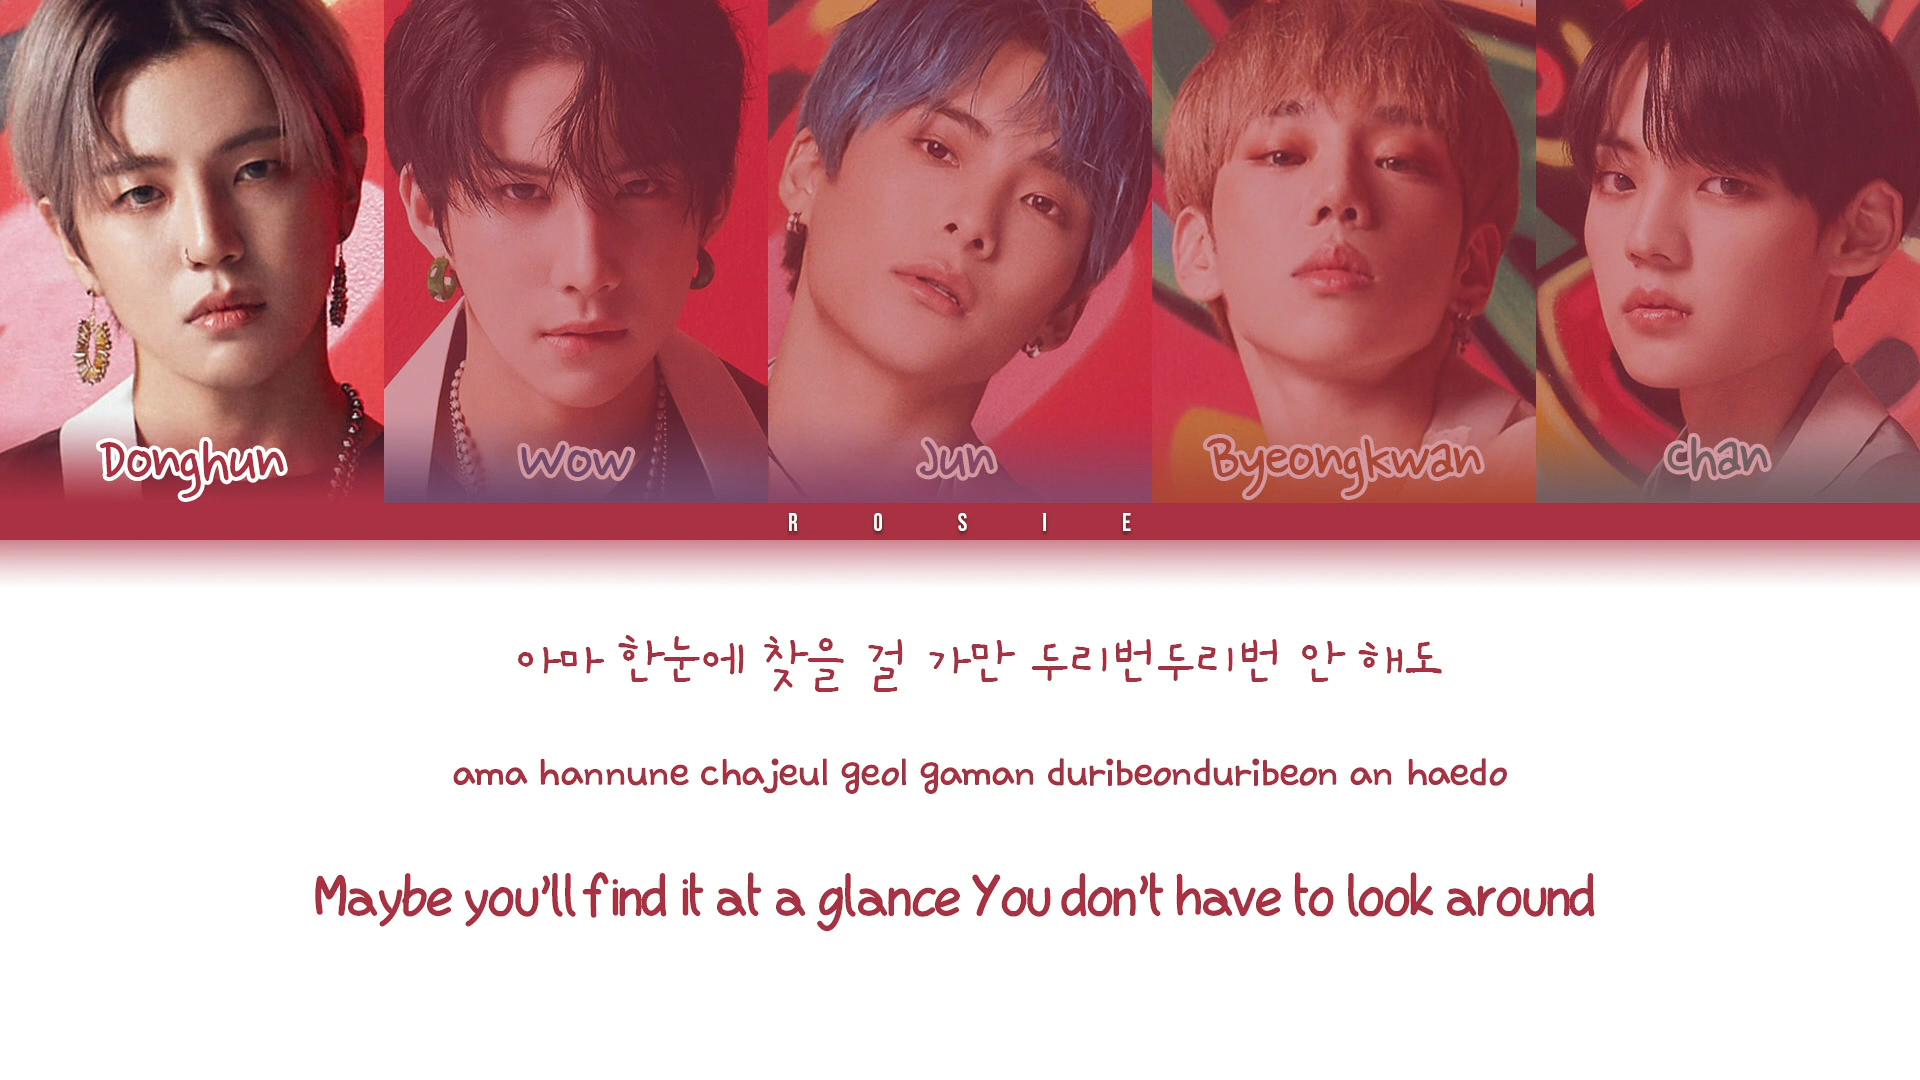 Donghun
Wow
Jun
Byeongkwan
chan
ROSIE
아마 한눈에 찾을 걸 가만 두리번두리번 안 해도
ama hannune chajeul geol gaman duribeonduribeon an haedo
Maybe you'll find it at a glance You don't have to look around